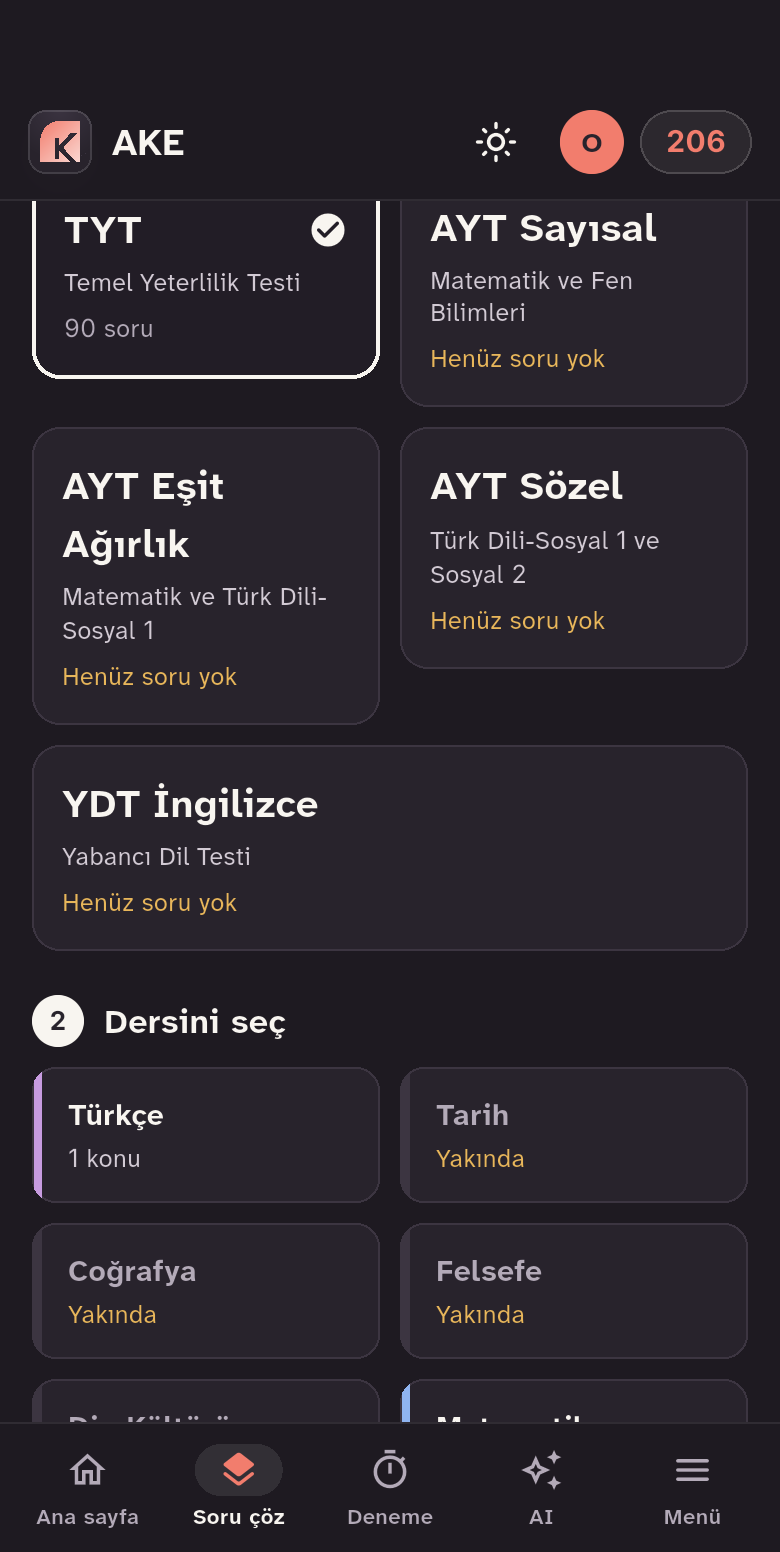 AKE
O
206
TYT
Temel Yeterlilik Testi
90 soru
AYT Sayısal
Matematik ve Fen
Bilimleri
Henüz soru yok
AYT Eşit
Ağırlık
Matematik ve Türk Dili-
Sosyal 1
Henüz soru yok
AYT Sözel
Türk Dili-Sosyal 1 ve
Sosyal 2
Henüz soru yok
YDT İngilizce
Yabancı Dil Testi
Henüz soru yok
2 Dersini seç
Türkçe
1 konu
Tarih
Yakında
Coğrafya
Yakında
Felsefe
Yakında
Din Kültürü
Matematik
Ana sayfa
Soru çöz
Deneme
AI
Menü